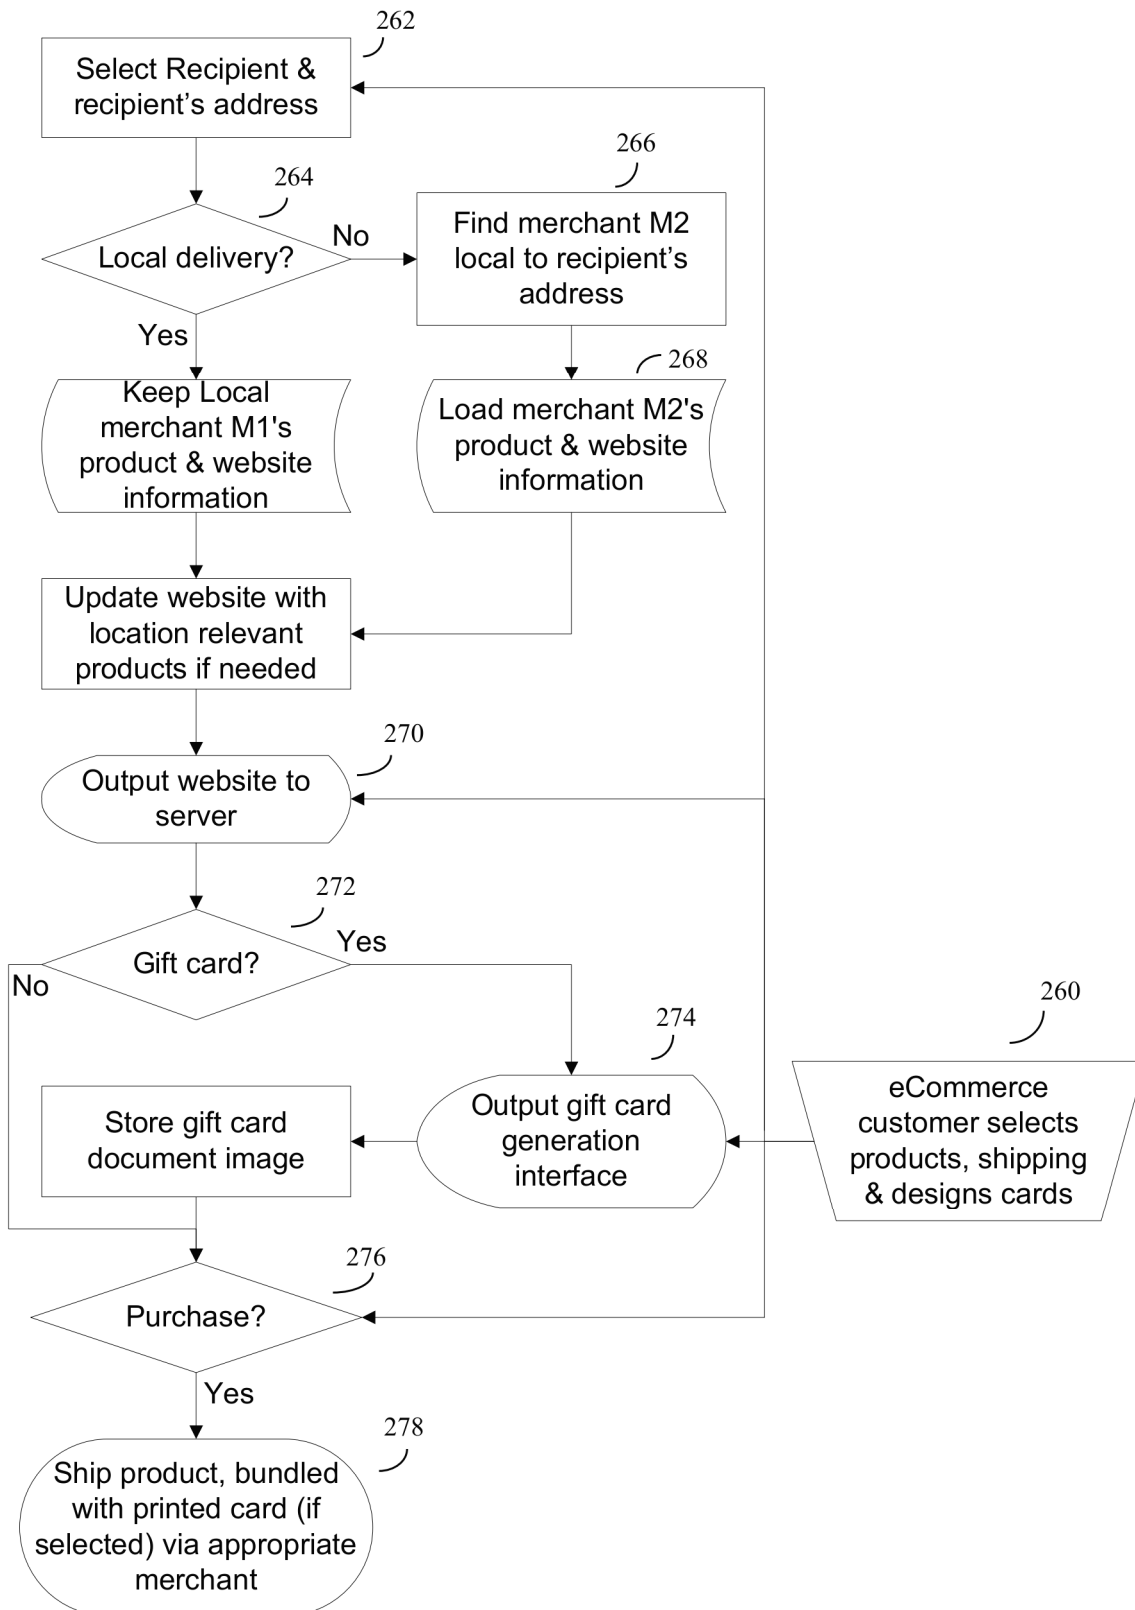 262
Select Recipient &
recipient's address
264
Local delivery?
No
Yes
266
Find merchant M2
local to recipient's
address
268
Load merchant M2's
product & website
information
Keep Local
merchant M1's
product & website
information
Update website with
location relevant
products if needed
270
Output website to
server
272
Gift card?
Yes
No
274
Output gift card
generation
interface
260
eCommerce
customer selects
products, shipping
& designs cards
Store gift card
document image
276
Purchase?
Yes
278
Ship product, bundled
with printed card (if
selected) via appropriate
merchant